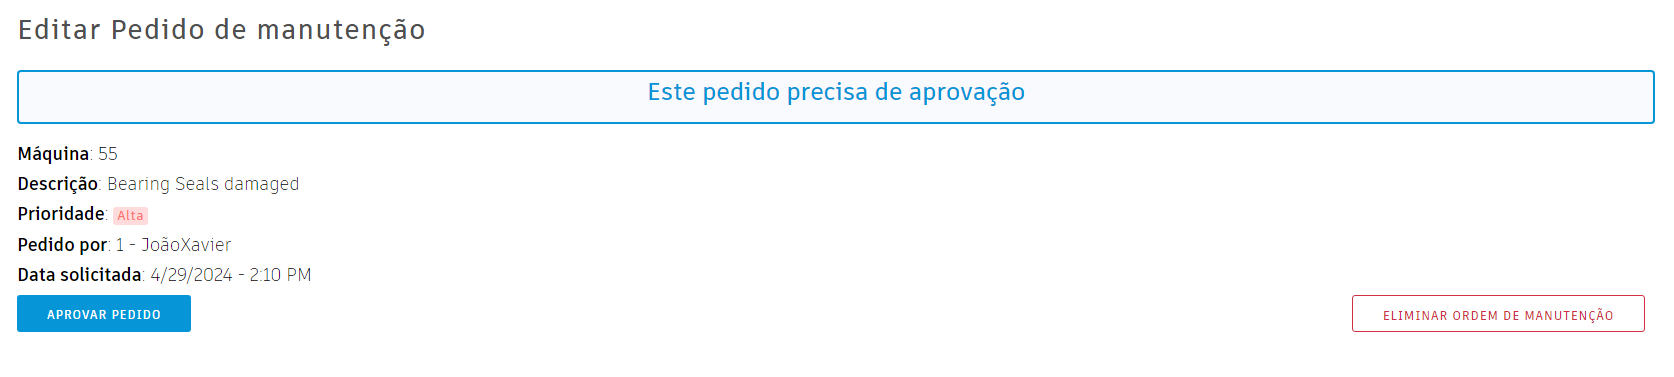 Editar Pedido de manutenção
Este pedido precisa de aprovação
Máquina: 55
Descrição: Bearing Seals damaged
Prioridade: Alta
Pedido por: 1 - JoãoXavier
Data solicitada: 4/29/2024 - 2:10 PM
APROVAR PEDIDO
ELIMINAR ORDEM DE MANUTENÇÃO